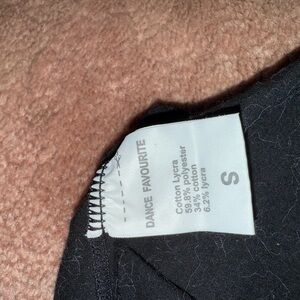 DANCE FAVOURITE
Cotton Lycra
59.8% polyester
34% cotton
6.2% lycra
S